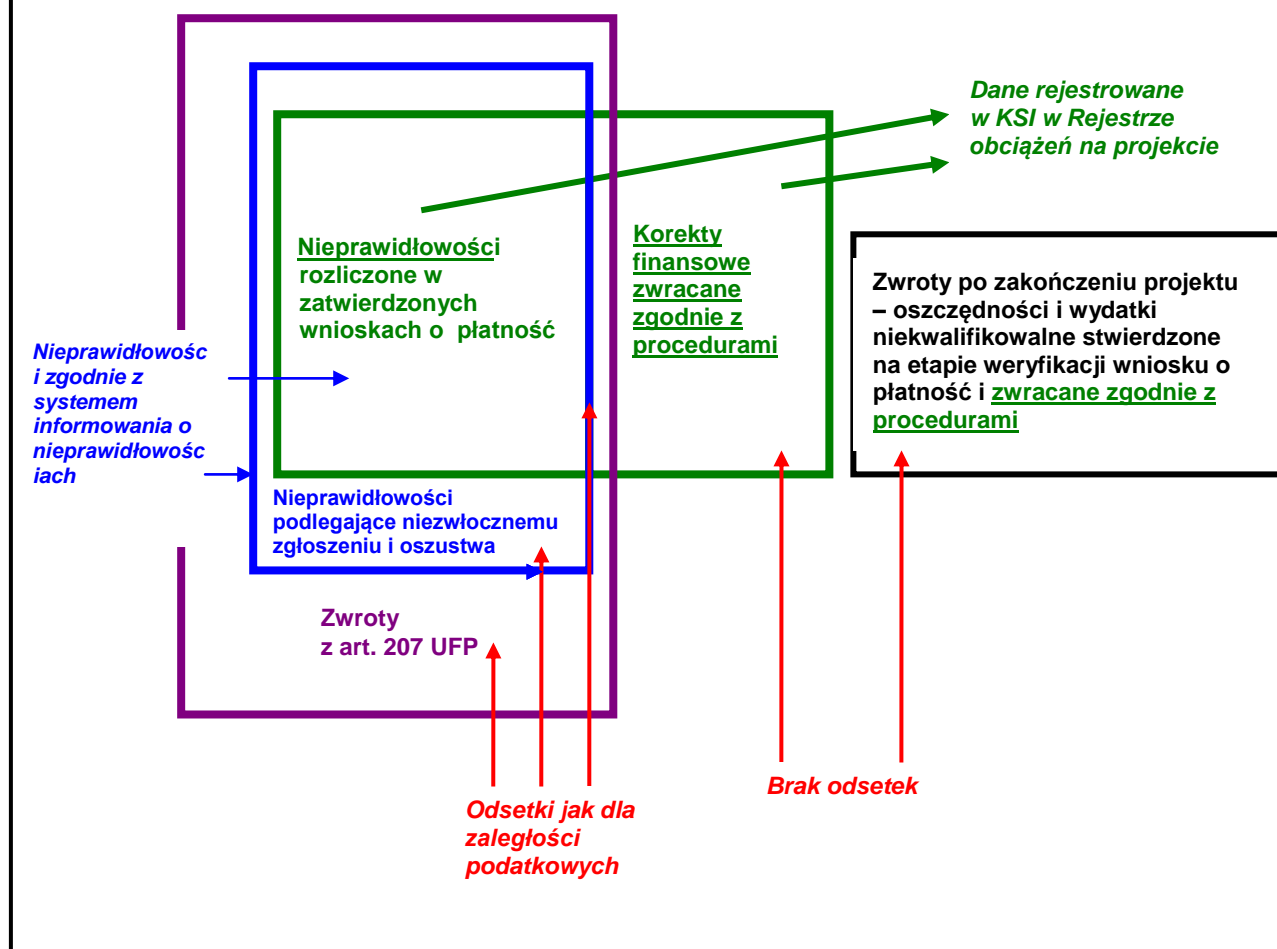 Dane rejestrowane
w KSI w Rejestrze
obciążeń na projekcie
Nieprawidłowości
rozliczone w
zatwierdzonych
wnioskach o płatność
Korekty
finansowe
zwracane
zgodnie z
procedurami
Zwroty po zakończeniu projektu
– oszczędności i wydatki
niekwalifikowalne stwierdzone
na etapie weryfikacji wniosku o
płatność i zwracane zgodnie z
procedurami
Nieprawidłowośc
i zgodnie z
systemem
informowania o
nieprawidłowośc
iach
Nieprawidłowości
podlegające niezwłocznemu
zgłoszeniu i oszustwa
Zwroty
z art. 207 UFP
Odsetki jak dla
zaległości
podatkowych
Brak odsetek